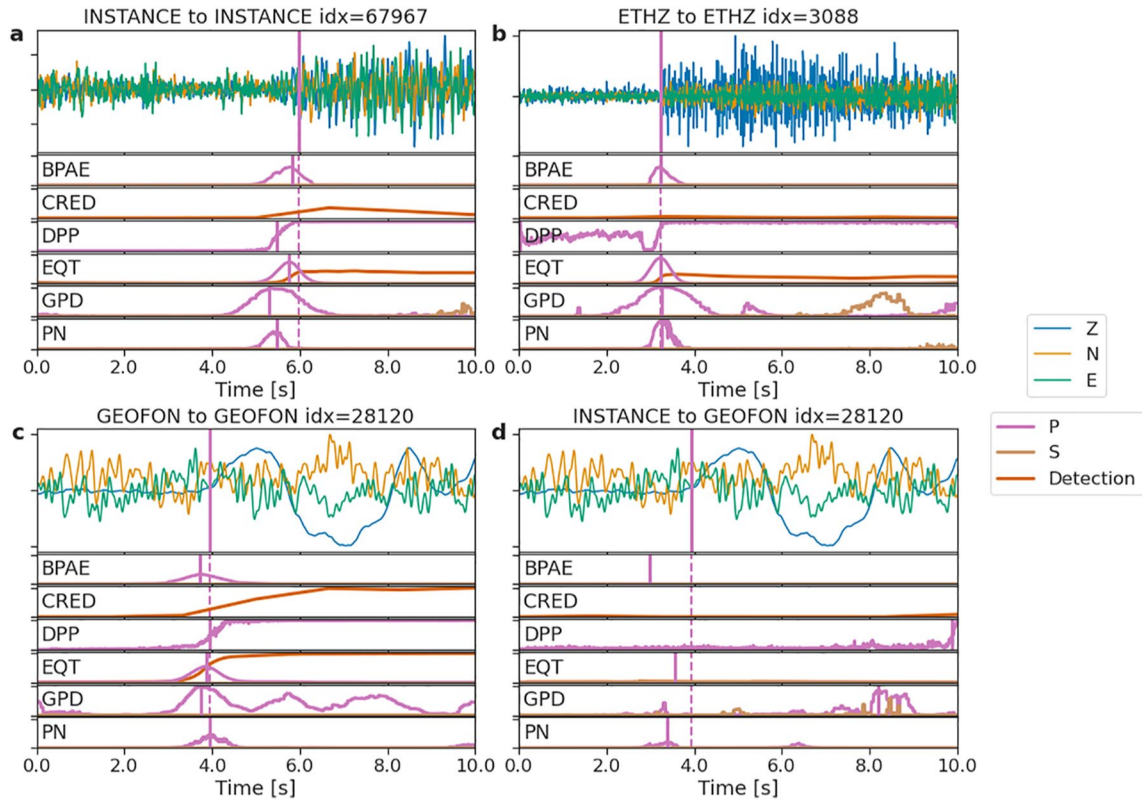 INSTANCE to INSTANCE idx=67967
a
BPAE
CRED
DPP
EQT
GPD
PN
0.0 2.0 4.0 6.0 8.0 10.0
Time [s]
ETHZ to ETHZ idx=3088
b
BPAE
CRED
DPP
EQT
GPD
PN
0.0 2.0 4.0 6.0 8.0 10.0
Time [s]
Z
N
E
GEOFON to GEOFON idx=28120
c
BPAE
CRED
DPP
EQT
GPD
PN
0.0 2.0 4.0 6.0 8.0 10.0
Time [s]
INSTANCE to GEOFON idx=28120
d
BPAE
CRED
DPP
EQT
GPD
PN
0.0 2.0 4.0 6.0 8.0 10.0
Time [s]
P
S
Detection